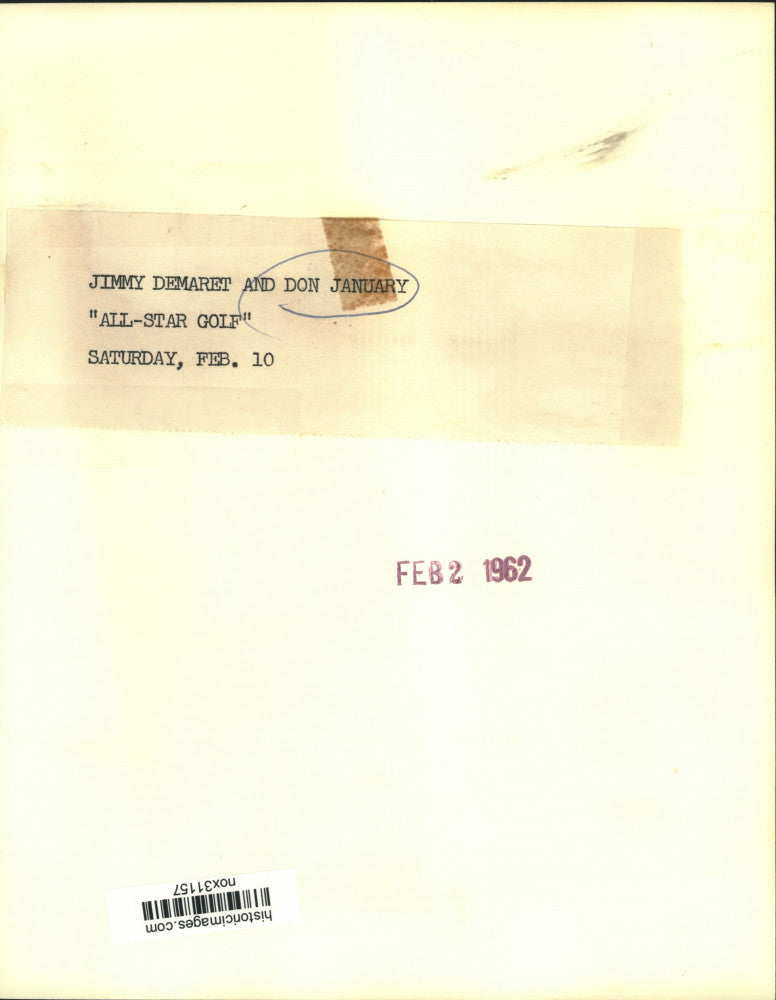 JIMMY DEMARET AND DON JANUARY
"ALL-STAR GOLF"
SATURDAY, FEB. 10
FEB 2 1962
historicimages.com
nox31157